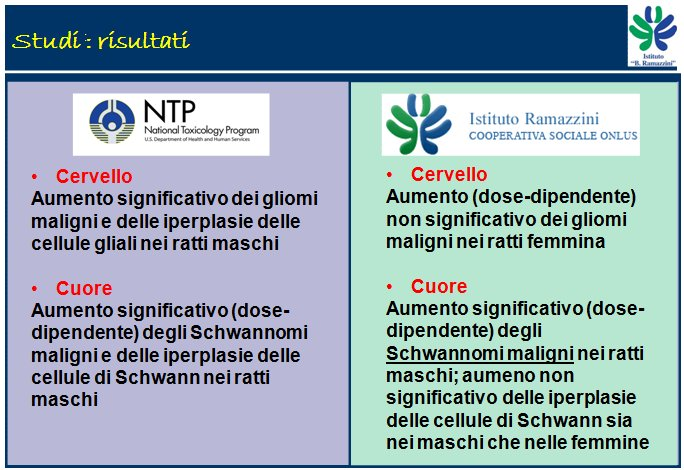 Studi : risultati
Istituto
"B. Ramazzini"
NTP
National Toxicology Program
U.S. Department of Health and Human Services
• Cervello
Aumento significativo dei gliomi
maligni e delle iperplasie delle
cellule gliali nei ratti maschi
• Cuore
Aumento significativo (dose-
dipendente) degli Schwannomi
maligni e delle iperplasie delle
cellule di Schwann nei ratti
maschi
Istituto Ramazzini
COOPERATIVA SOCIALE ONLUS
• Cervello
Aumento (dose-dipendente)
non significativo dei gliomi
maligni nei ratti femmina
• Cuore
Aumento significativo (dose-
dipendente) degli
Schwannomi maligni nei ratti
maschi; aumeno non
significativo delle iperplasie
delle cellule di Schwann sia
nei maschi che nelle femmine